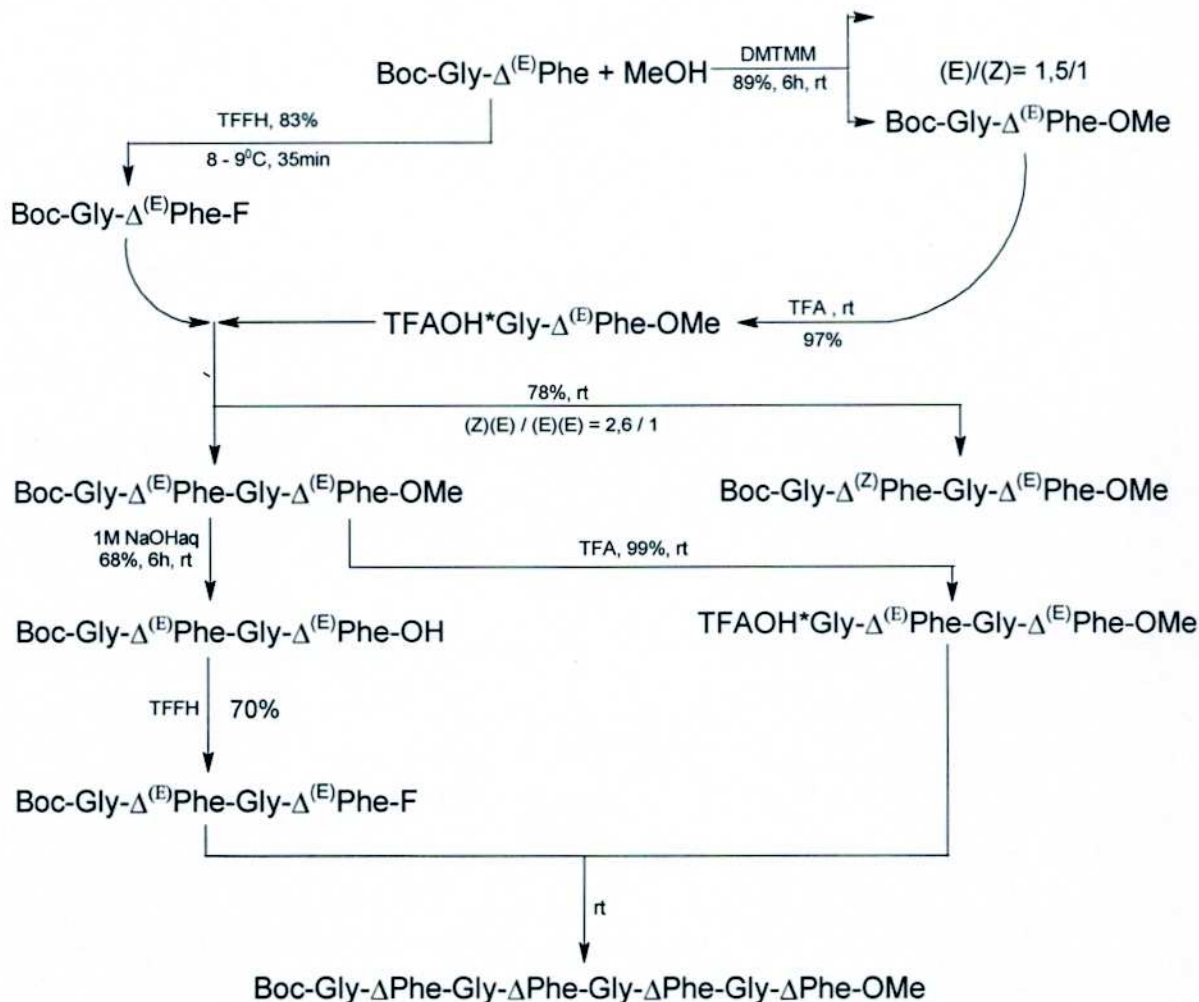 Boc-Gly-Δ(E)Phe + MeOH
DMTMM
89%, 6h, rt
(E)/(Z)= 1,5/1
Boc-Gly-Δ(E)Phe-OMe
TFFH, 83%
8 - 9⁰C, 35min
Boc-Gly-Δ(E)Phe-F
TFAOH*Gly-Δ(E)Phe-OMe
TFA , rt
97%
78%, rt
(Z)(E) / (E)(E) = 2,6 / 1
Boc-Gly-Δ(E)Phe-Gly-Δ(E)Phe-OMe
Boc-Gly-Δ(Z)Phe-Gly-Δ(E)Phe-OMe
1M NaOHaq
68%, 6h, rt
TFA, 99%, rt
Boc-Gly-Δ(E)Phe-Gly-Δ(E)Phe-OH
TFAOH*Gly-Δ(E)Phe-Gly-Δ(E)Phe-OMe
TFFH
70%
Boc-Gly-Δ(E)Phe-Gly-Δ(E)Phe-F
rt
Boc-Gly-ΔPhe-Gly-ΔPhe-Gly-ΔPhe-Gly-ΔPhe-OMe